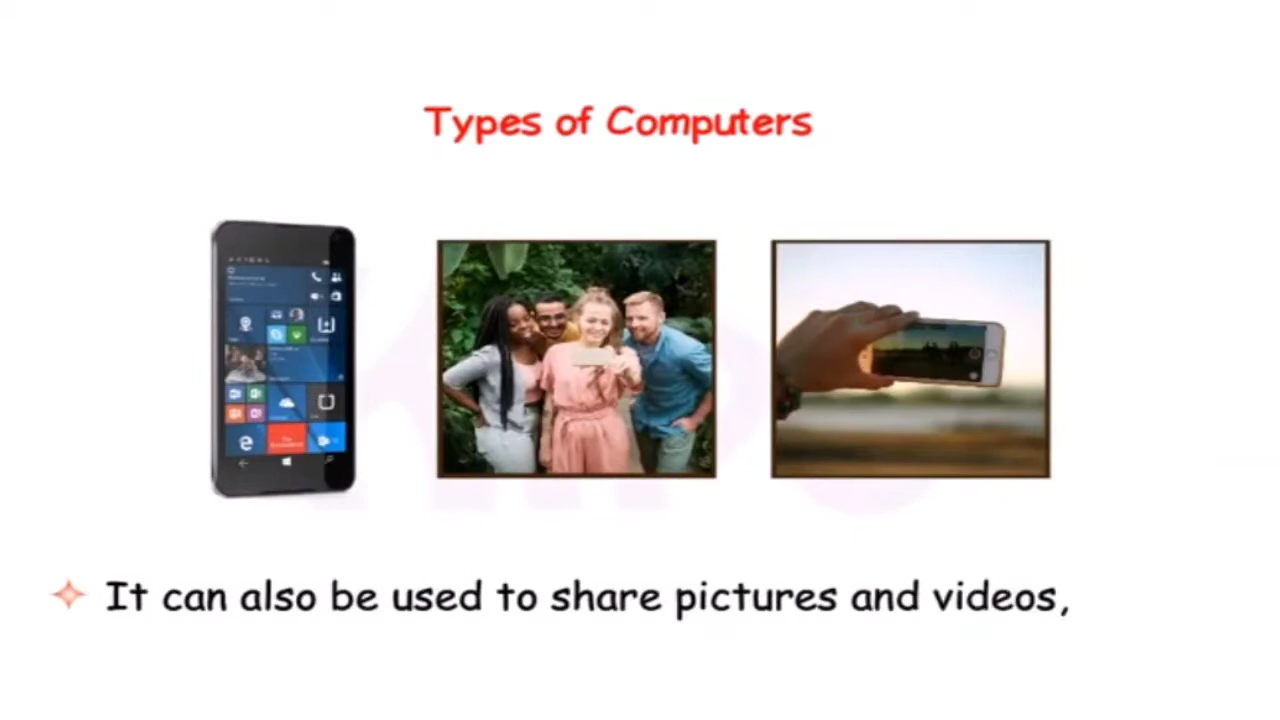 Types of Computers
It can also be used to share pictures and videos,